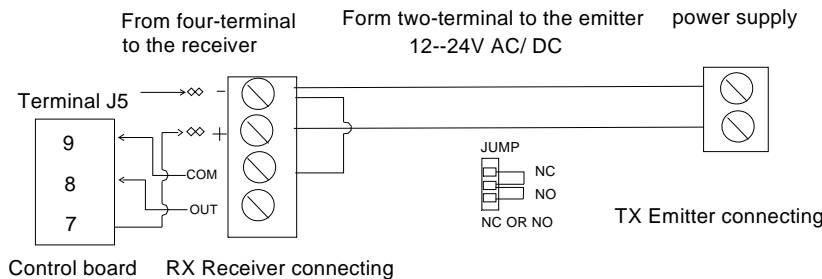 From four-terminal
to the receiver
Form two-terminal to the emitter
12--24V AC/ DC
power supply
Terminal J5
9
8
7
-
+
COM
OUT
JUMP
NC
NO
NC OR NO
TX Emitter connecting
Control board
RX Receiver connecting